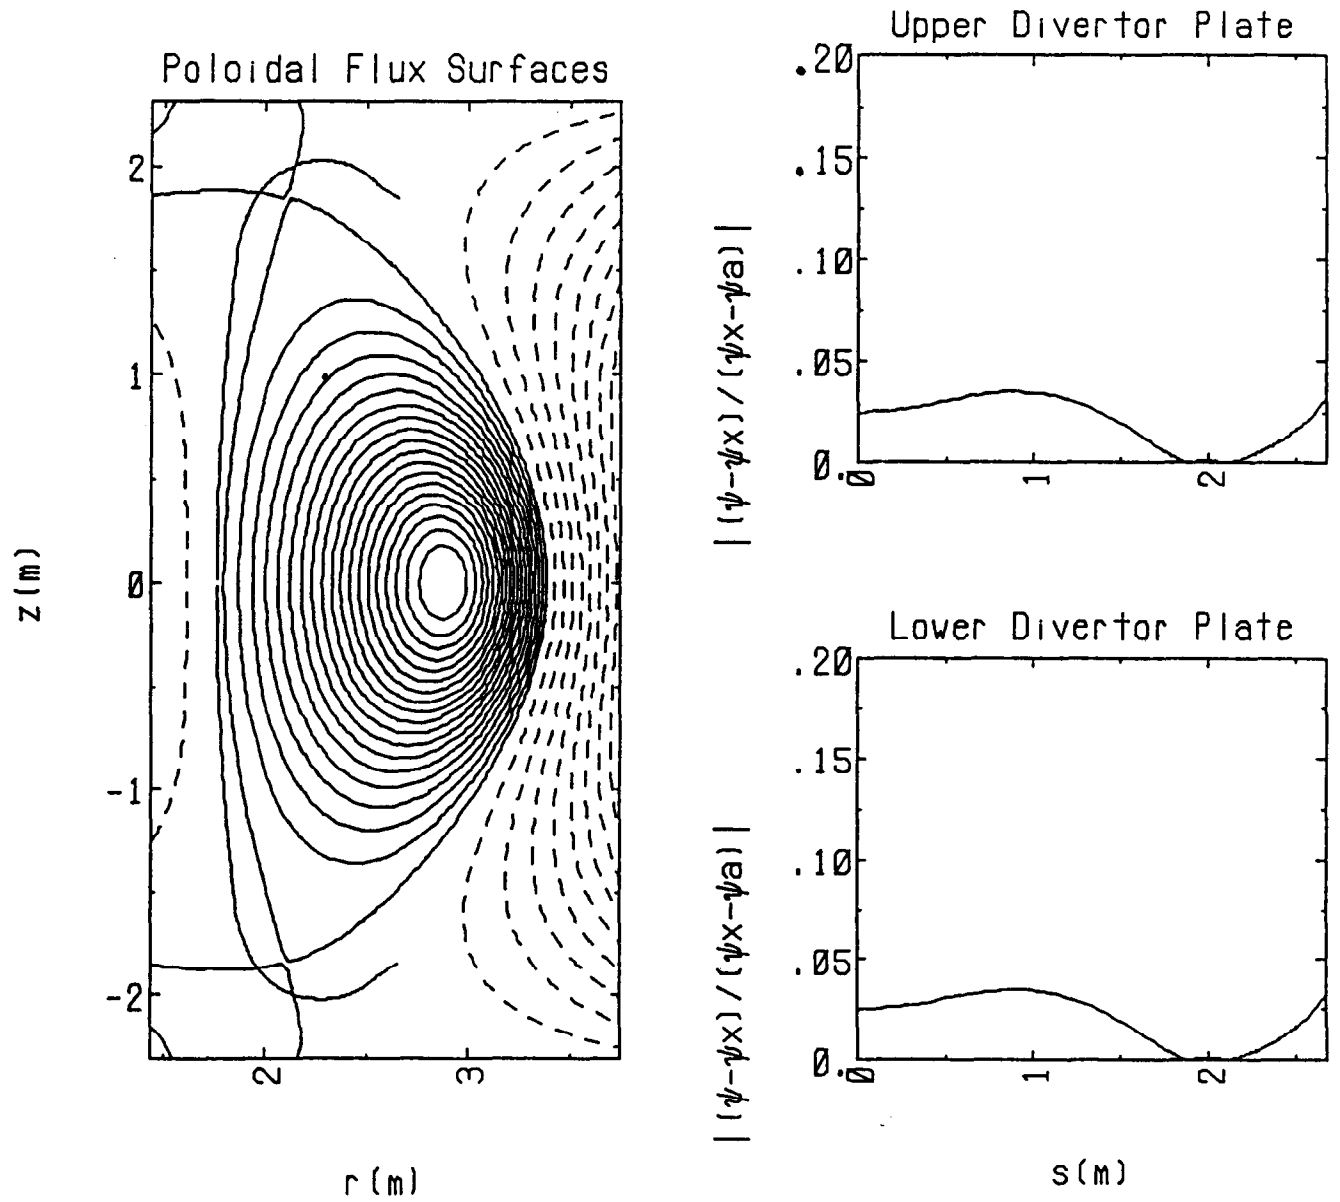 Poloidal Flux Surfaces
2
1
0
-1
-2
z(m)
2
3
r(m)
Upper Divertor Plate
.20
.15
.10
.05
0.
|(ψ-ψx)/(ψx-ψa)|
0
1
2
Lower Divertor Plate
.20
.15
.10
.05
0.
|(ψ-ψx)/(ψx-ψa)|
0
1
2
s(m)